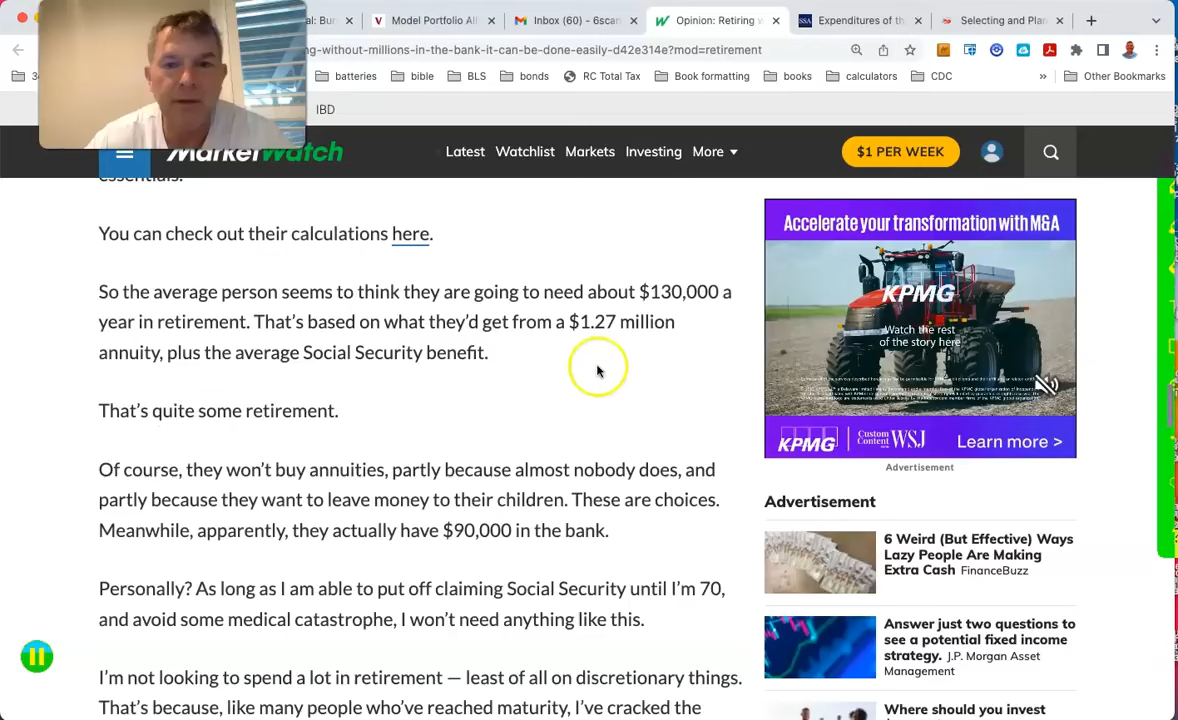 al: Bur
Model Portfolio All
Inbox (60) - 6scan
Opinion: Retiring w
SSA
Expenditures of th
Selecting and Plan
ng-without-millions-in-the-bank-it-can-be-done-easily-d42e314e?mod=retirement
batteries
bible
BLS
bonds
RC Total Tax
Book formatting
books
calculators
CDC
»
Other Bookmarks
IBD
MarketWatch
Latest
Watchlist
Markets
Investing
More
$1 PER WEEK
essentials.
You can check out their calculations here.
So the average person seems to think they are going to need about $130,000 a
year in retirement. That's based on what they'd get from a $1.27 million
annuity, plus the average Social Security benefit.
That's quite some retirement.
Of course, they won't buy annuities, partly because almost nobody does, and
partly because they want to leave money to their children. These are choices.
Meanwhile, apparently, they actually have $90,000 in the bank.
Personally? As long as I am able to put off claiming Social Security until I'm 70,
and avoid some medical catastrophe, I won't need anything like this.
I'm not looking to spend a lot in retirement — least of all on discretionary things.
That's because, like many people who've reached maturity, I've cracked the
Accelerate your transformation with M&A
KPMG
Watch the rest
of the story here
KPMG
Custom
Content
WSJ
Learn more >
Advertisement
Advertisement
6 Weird (But Effective) Ways
Lazy People Are Making
Extra Cash FinanceBuzz
Answer just two questions to
see a potential fixed income
strategy. J.P. Morgan Asset
Management
Where should you invest